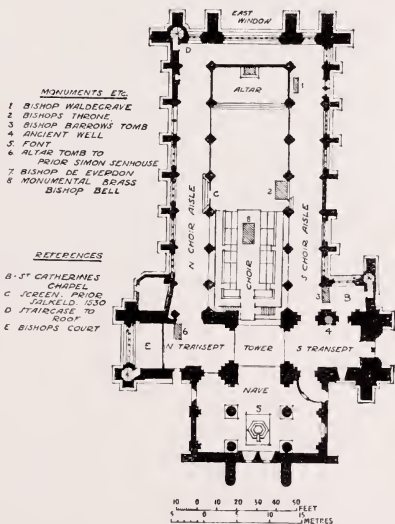 EAST
WINDOW
D
ALTAR
1
MONUMENTS ETC.
1 BISHOP WALDEGRAVE
2 BISHOPS THRONE
3 BISHOP BARROWS TOMB
4 ANCIENT WELL
5. FONT
6 ALTAR TOMB TO
PRIOR SIMON SENHOUSE
7 BISHOP DE EVERDON
8 MONUMENTAL BRASS
BISHOP BELL
N CHOIR AISLE
C
2
S CHOIR AISLE
8
CHOIR
REFERENCES
B - ST CATHERINES
CHAPEL
C SCREEN. PRIOR
SALKELD. 1530
D STAIRCASE TO
ROOF
E BISHOPS COURT
3
B
4
6
E
N TRANSEPT
TOWER
S TRANSEPT
NAVE
5
10 0 10 20 30 40 50
FEET
5 0 5 10 15
METRES